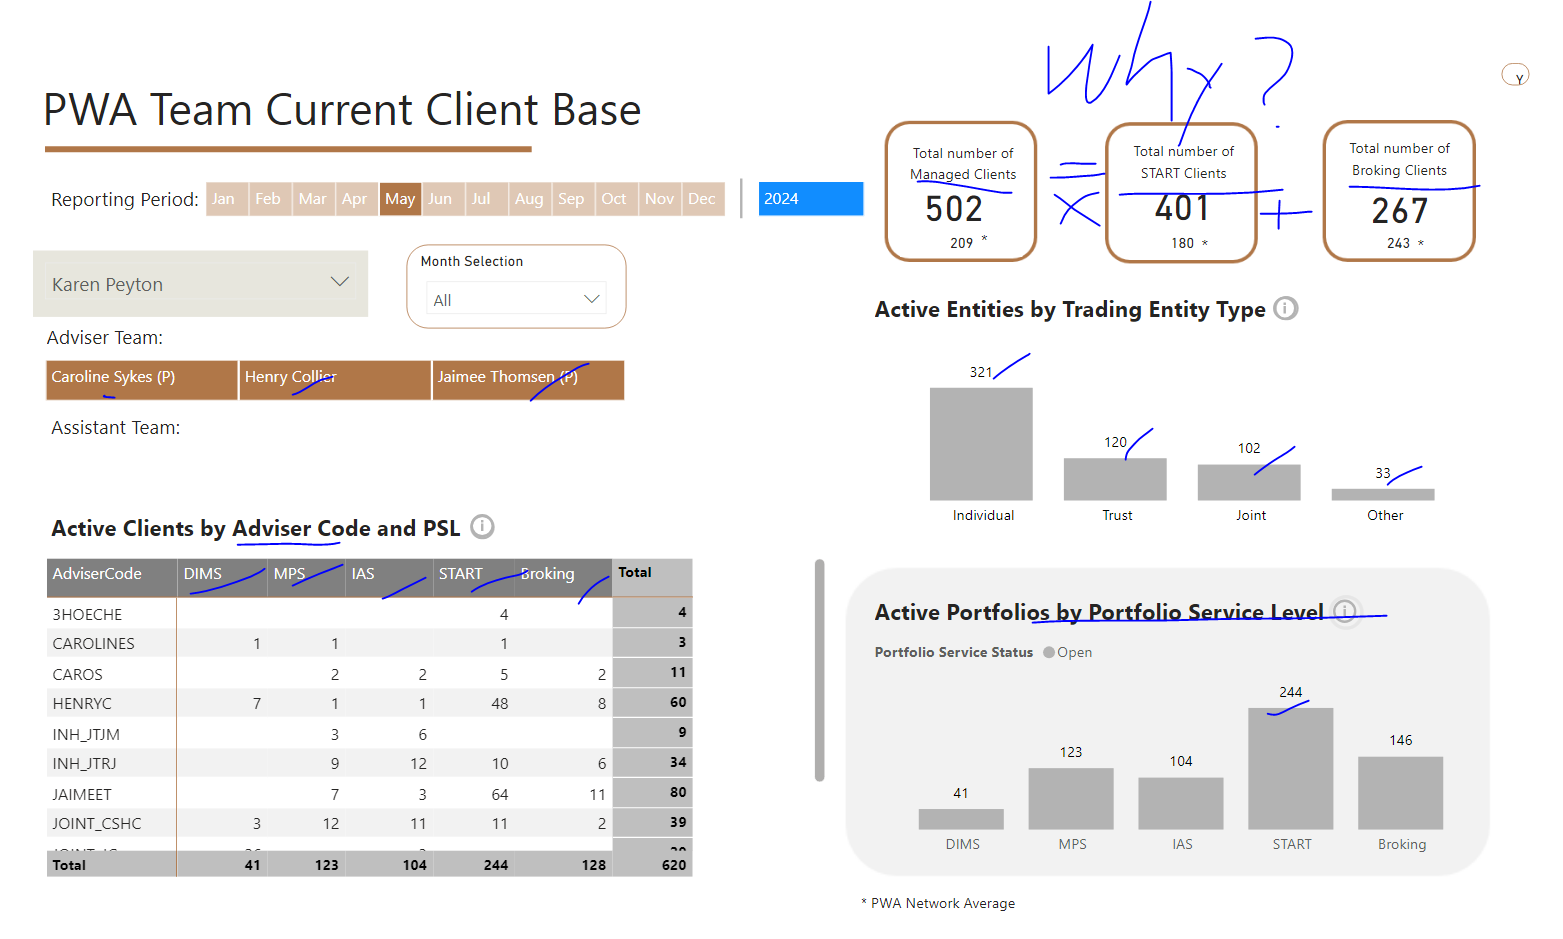 Why?
Y
PWA Team Current Client Base
Reporting Period: Jan Feb Mar Apr May Jun Jul Aug Sep Oct Nov Dec 2024
Total number of
Managed Clients
502
209 *
=
X
Total number of
START Clients
401
180 *
+
Total number of
Broking Clients
267
243 *
Karen Peyton
Month Selection
All
Adviser Team:
Caroline Sykes (P) Henry Collier Jaimee Thomsen (P)
Assistant Team:
Active Entities by Trading Entity Type i
321 120 102 33
Individual Trust Joint Other
Active Clients by Adviser Code and PSL i
AdviserCode DIMS MPS IAS START Broking Total
3HOECHE 4 4
CAROLINES 1 1 1 3
CAROS 2 2 5 2 11
HENRYC 7 1 1 48 8 60
INH_JTJM 3 6 9
INH_JTRJ 9 12 10 6 34
JAIMEET 7 3 64 11 80
JOINT_CSHC 3 12 11 11 2 39
Total 41 123 104 244 128 620
Active Portfolios by Portfolio Service Level i
Portfolio Service Status Open
41 123 104 244 146
DIMS MPS IAS START Broking
* PWA Network Average